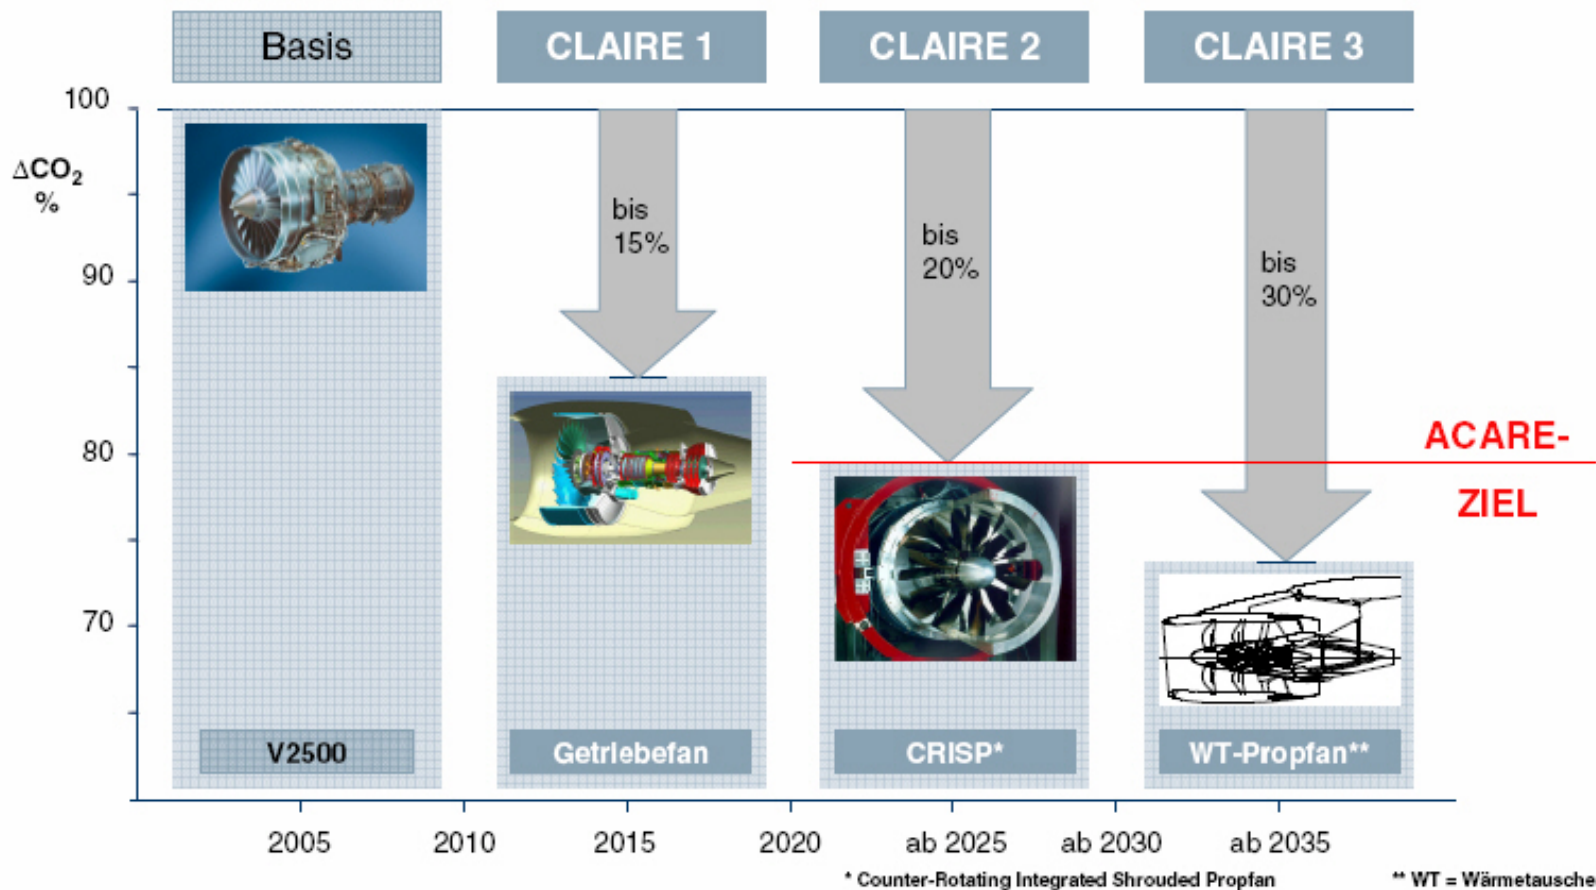 Basis
CLAIRE 1
CLAIRE 2
CLAIRE 3
100
ΔCO₂
%
90
80
70
bis
15%
bis
20%
bis
30%
ACARE-
ZIEL
V2500
Getriebefan
CRISP*
WT-Propfan**
2005
2010
2015
2020
ab 2025
ab 2030
ab 2035
* Counter-Rotating Integrated Shrouded Propfan
** WT = Wärmetausche